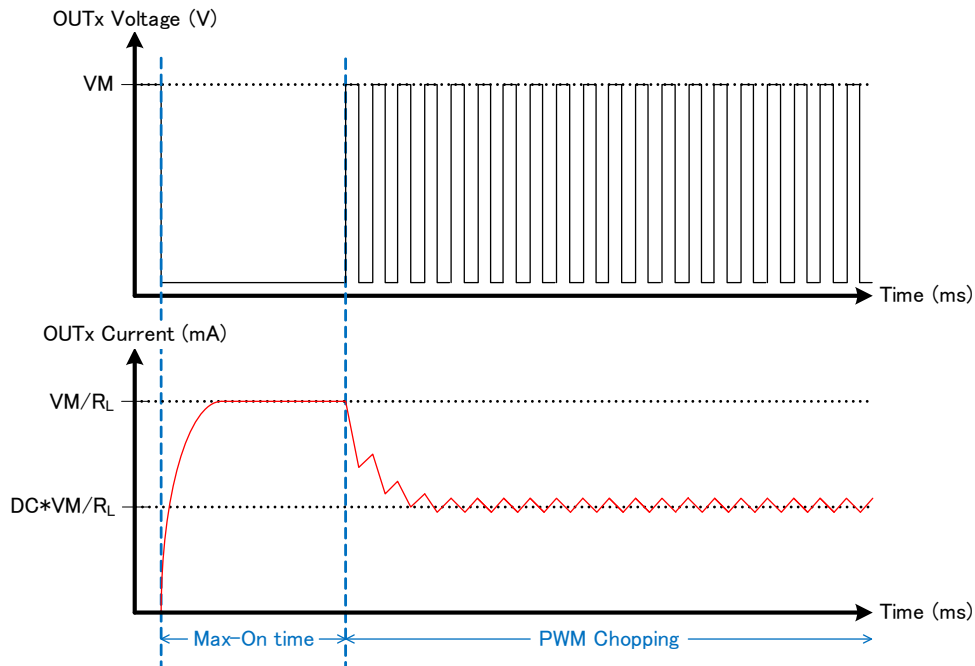 OUTx Voltage (V)
VM
Time (ms)
OUTx Current (mA)
VM/RL
DC*VM/RL
Time (ms)
Max-On time
PWM Chopping